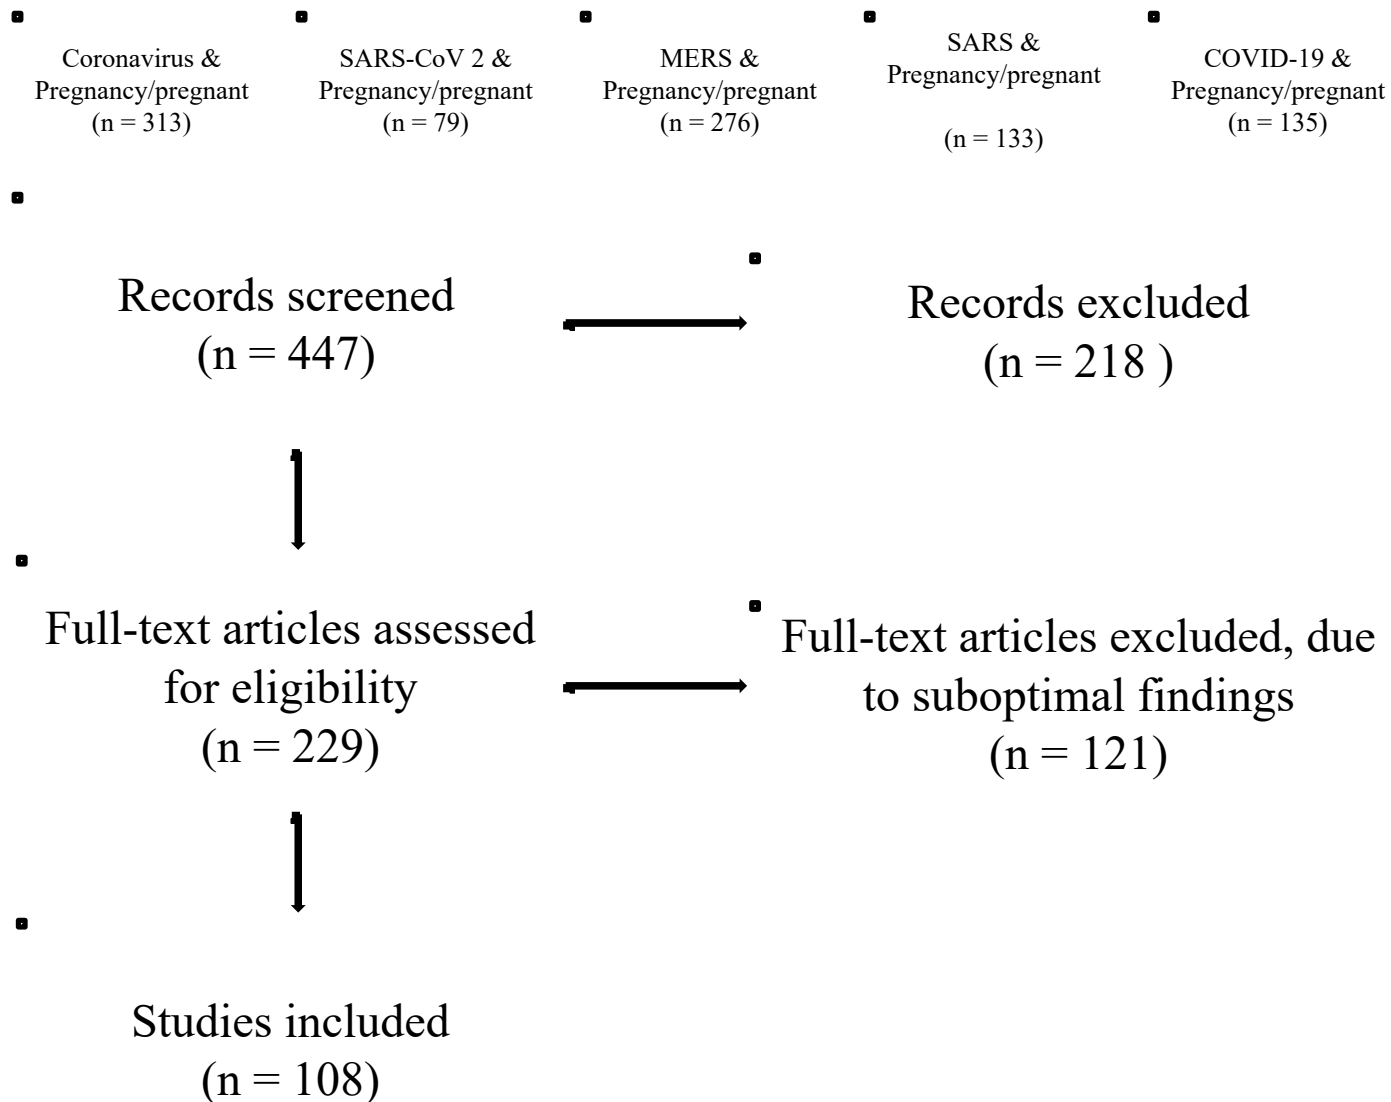 Coronavirus &
Pregnancy/pregnant
(n = 313)
SARS-CoV 2 &
Pregnancy/pregnant
(n = 79)
MERS &
Pregnancy/pregnant
(n = 276)
SARS &
Pregnancy/pregnant
(n = 133)
COVID-19 &
Pregnancy/pregnant
(n = 135)
Records screened
(n = 447)
Records excluded
(n = 218 )
Full-text articles assessed
for eligibility
(n = 229)
Full-text articles excluded, due
to suboptimal findings
(n = 121)
Studies included
(n = 108)